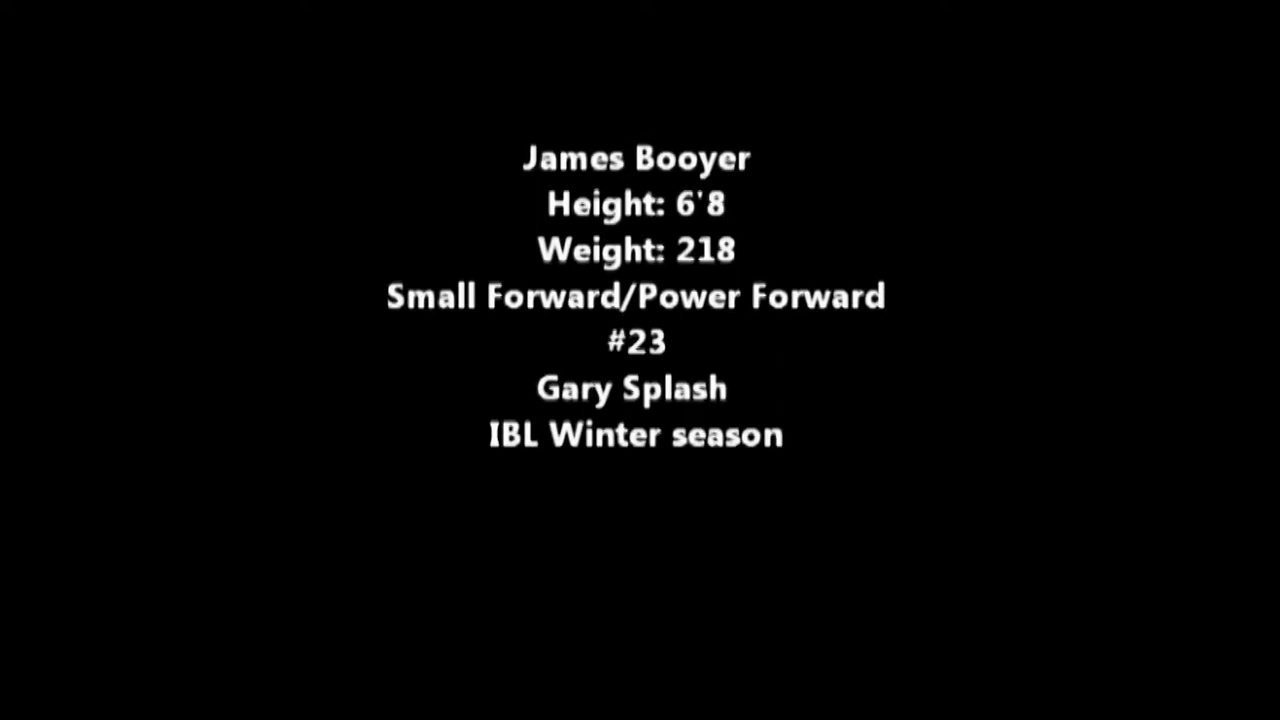 James Booyer
Height: 6'8
Weight: 218
Small Forward/Power Forward
#23
Gary Splash
IBL Winter season